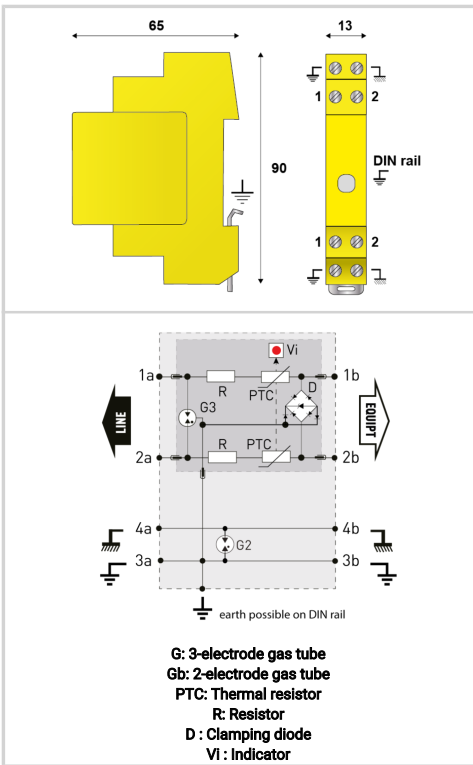 65
13
1 2
90
DIN rail
1 2
Vi
1a 1b
R PTC D
G3
LINE
EQUIPT
R PTC
2a 2b
4a 4b
G2
3a 3b
earth possible on DIN rail
G: 3-electrode gas tube
Gb: 2-electrode gas tube
PTC: Thermal resistor
R: Resistor
D : Clamping diode
Vi : Indicator